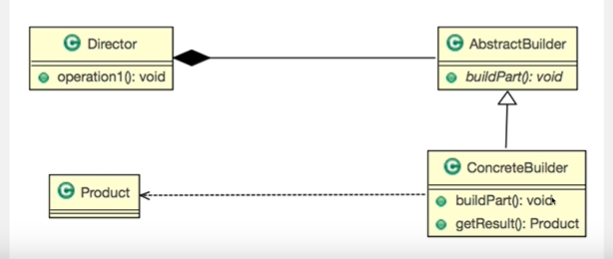 C Director
operation1(): void
C AbstractBuilder
buildPart(): void
C Product
C ConcreteBuilder
buildPart(): void
getResult(): Product